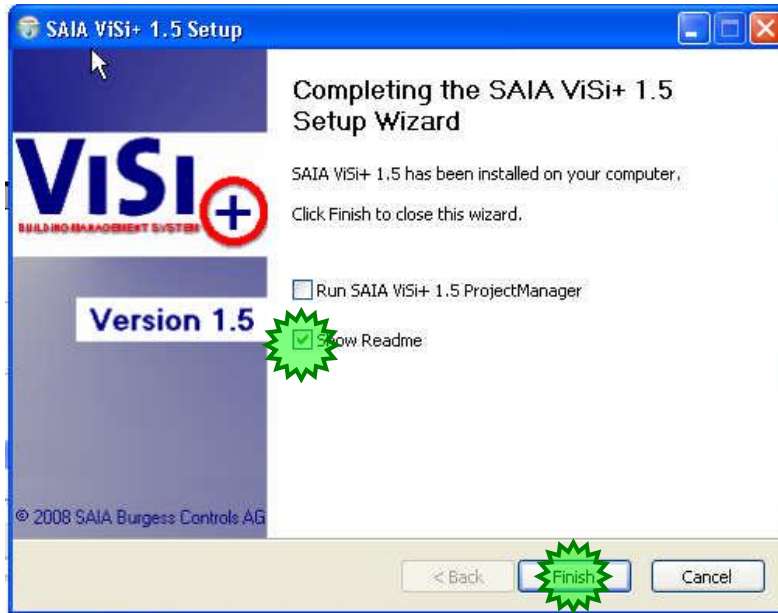 SAIA ViSi+ 1.5 Setup
ViSi+
BUILDING MANAGEMENT SYSTEM
Version 1.5
© 2008 SAIA Burgess Controls AG
Completing the SAIA ViSi+ 1.5
Setup Wizard
SAIA ViSi+ 1.5 has been installed on your computer.
Click Finish to close this wizard.
Run SAIA ViSi+ 1.5 ProjectManager
Show Readme
< Back
Finish
Cancel